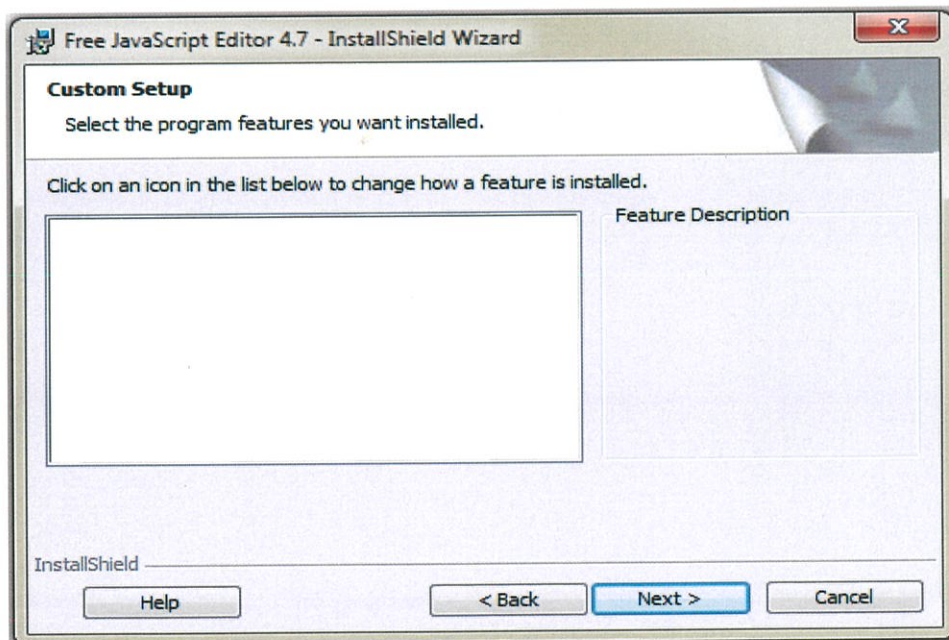 Free JavaScript Editor 4.7 - InstallShield Wizard
Custom Setup
Select the program features you want installed.
Click on an icon in the list below to change how a feature is installed.
Feature Description
InstallShield
Help
< Back
Next >
Cancel